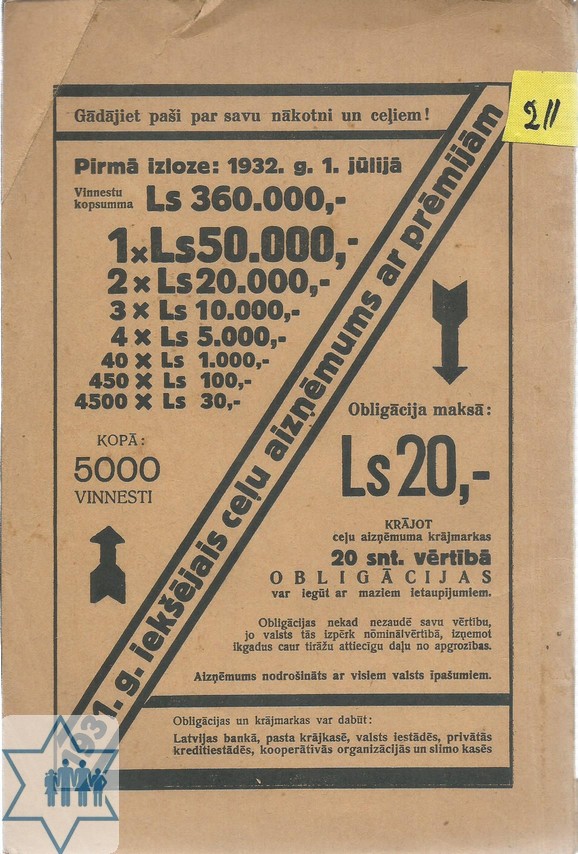 Gādājiet paši par savu nākotni un ceļiem!
211
Pirmā izloze: 1932. g. 1. jūlijā
Vinnestu
kopsumma Ls 360.000,-
1 x Ls 50.000,-
2 x Ls 20.000,-
3 x Ls 10.000,-
4 x Ls 5.000,-
40 x Ls 1.000,-
450 x Ls 100,-
4500 x Ls 30,-
KOPĀ:
5000
VINNESTI
1931. g. iekšējais ceļu aizņēmums ar prēmijām
Obligācija maksā:
Ls 20,-
KRĀJOT
ceļu aizņēmuma krājmarkas
20 snt. vērtībā
OBLIGĀCIJAS
var iegūt ar maziem ietaupījumiem.
Obligācijas nekad nezaudē savu vērtību,
jo valsts tās izpērk nōminālvērtībā, izņemot
ikgadus caur tirāžu attiecīgu daļu no apgrozības.
Aizņēmums nodrošināts ar visiem valsts īpašumiem.
Obligācijas un krājmarkas var dabūt:
Latvijas bankā, pasta krājkasē, valsts iestādēs, privātās
kreditiestādēs, kooperatīvās organizācijās un slimo kasēs